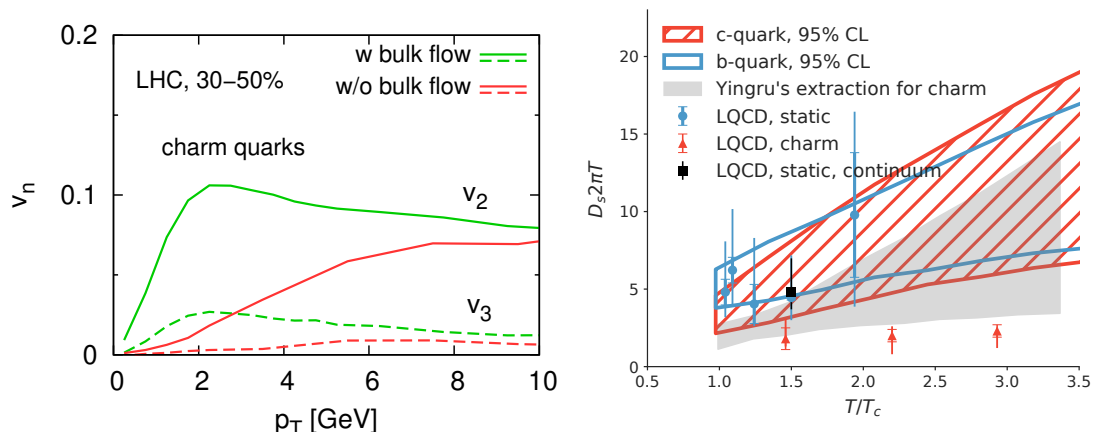 0.2
w bulk flow
LHC, 30−50%
w/o bulk flow
charm quarks
v_n
0.1
v_2
v_3
0
0 2 4 6 8 10
p_T [GeV]
c-quark, 95% CL
b-quark, 95% CL
Yingru's extraction for charm
LQCD, static
LQCD, charm
LQCD, static, continuum
D_s2πT
20
15
10
5
0
0.5 1.0 1.5 2.0 2.5 3.0 3.5
T/T_c